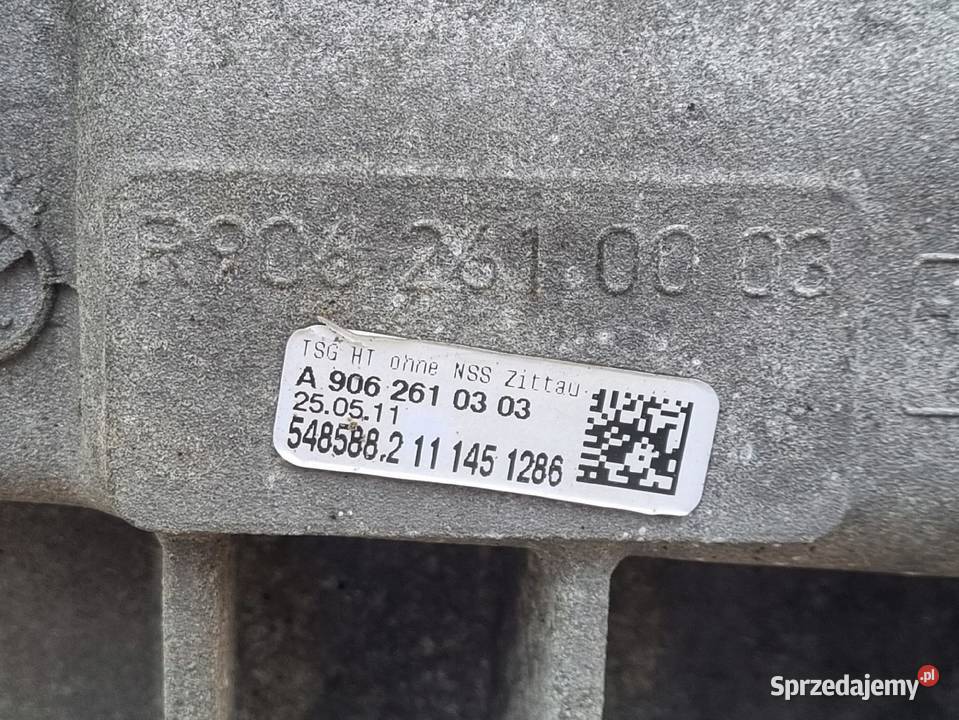 R906 261 00 03
TSG HT ohne NSS Zittau
A 906 261 03 03
25.05.11
548588.2 11 145 1286
Sprzedajemy.pl